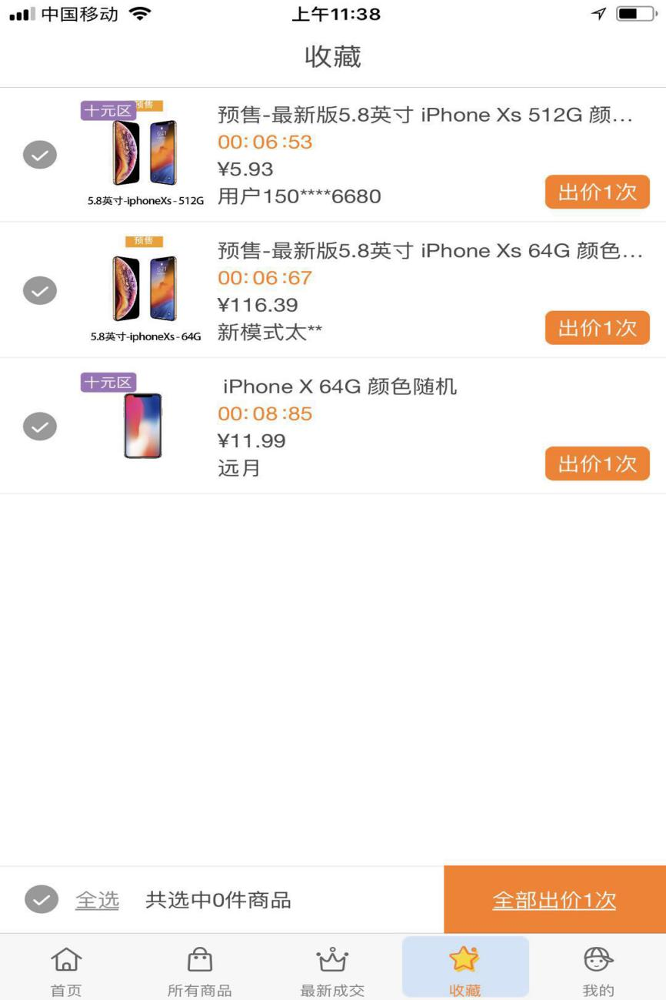 中国移动 上午11:38
收藏
十元区 预售
5.8英寸-iphoneXs-512G
预售-最新版5.8英寸 iPhone Xs 512G 颜...
00:06:53
¥5.93
用户150****6680
出价1次
预售
5.8英寸-iphoneXs-64G
预售-最新版5.8英寸 iPhone Xs 64G 颜色...
00:06:67
¥116.39
新模式太**
出价1次
十元区
iPhone X 64G 颜色随机
00:08:85
¥11.99
远月
出价1次
全选 共选中0件商品 全部出价1次
首页 所有商品 最新成交 收藏 我的